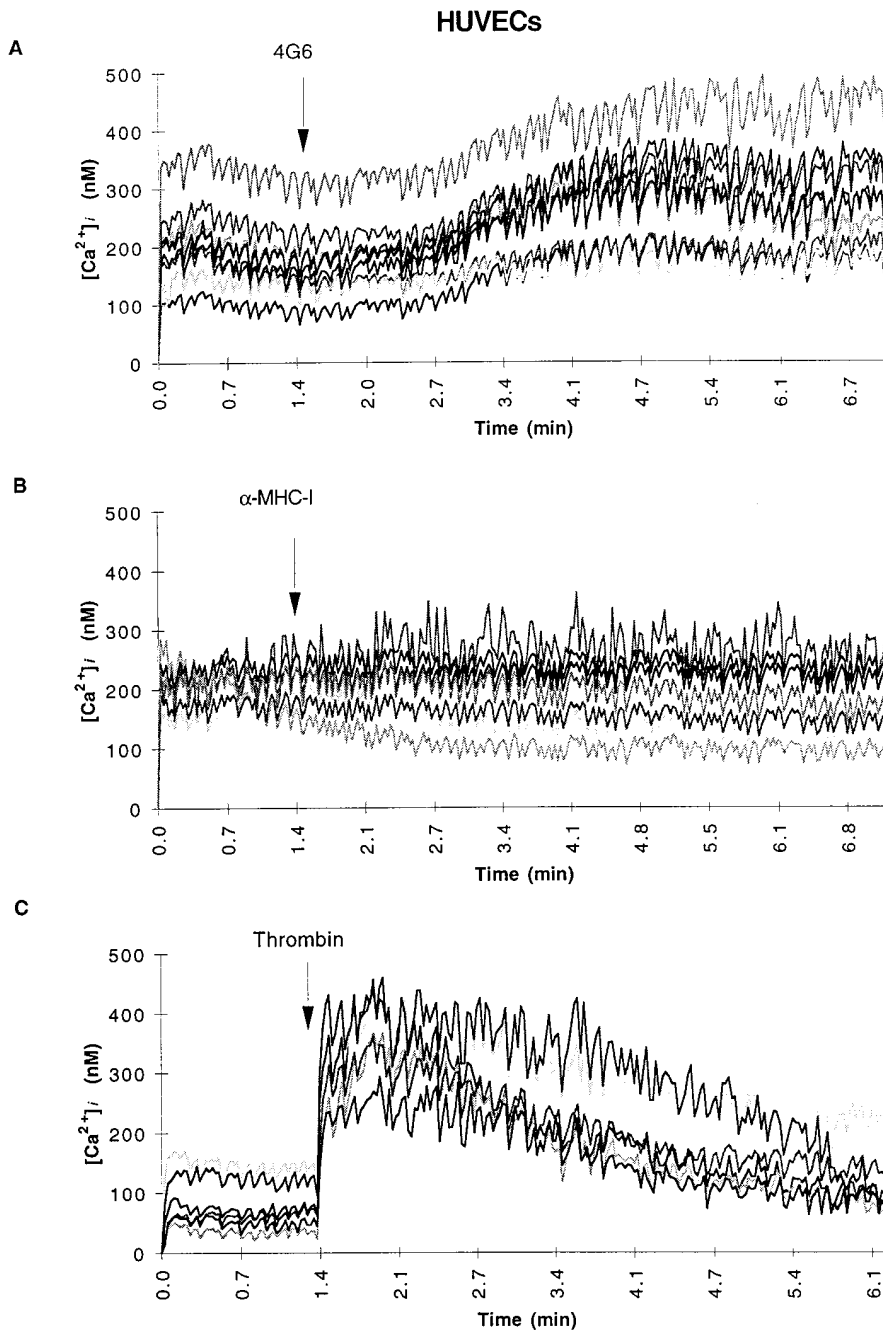 HUVECs
A
4G6
[Ca2+]i (nM)
500
400
300
200
100
0
0.0 0.7 1.4 2.0 2.7 3.4 4.1 4.7 5.4 6.1 6.7
Time (min)
B
α-MHC-I
[Ca2+]i (nM)
500
400
300
200
100
0
0.0 0.7 1.4 2.1 2.7 3.4 4.1 4.8 5.5 6.1 6.8
Time (min)
C
Thrombin
[Ca2+]i (nM)
500
400
300
200
100
0
0.0 0.7 1.4 2.1 2.7 3.4 4.1 4.7 5.4 6.1
Time (min)